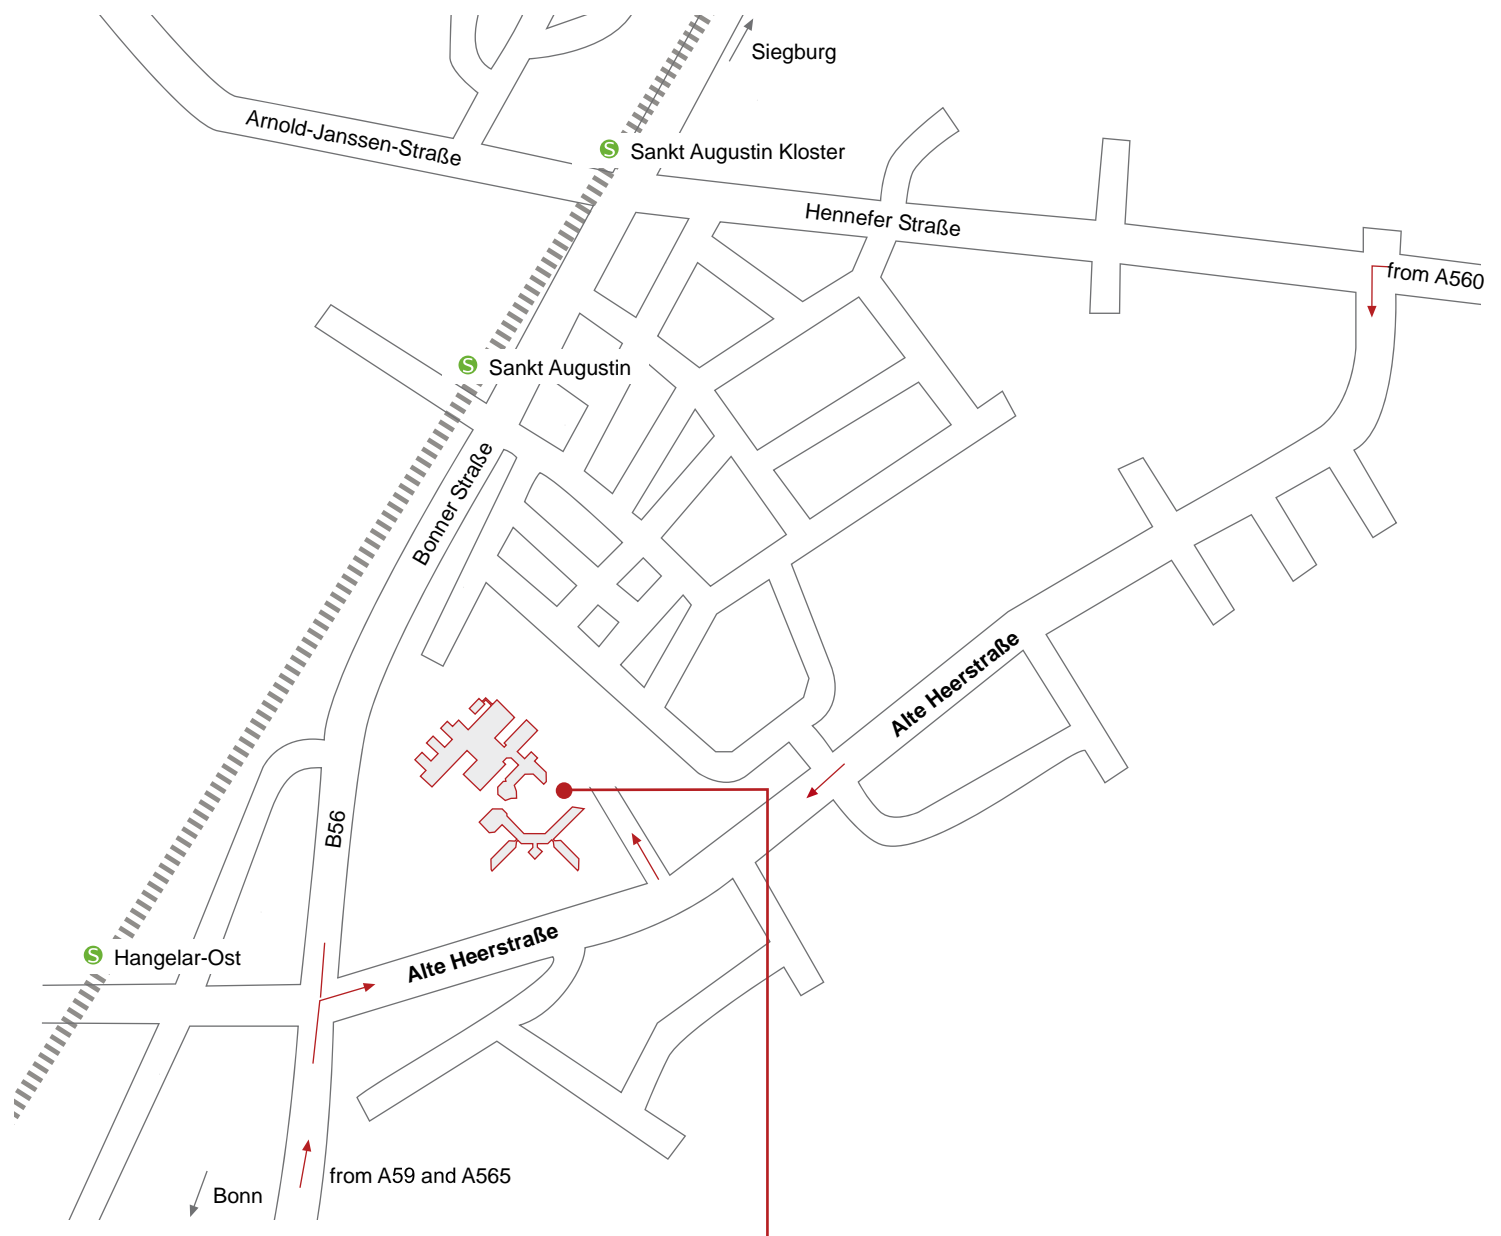 Siegburg
Arnold-Janssen-Straße
S Sankt Augustin Kloster
Hennefer Straße
from A560
S Sankt Augustin
Bonner Straße
Alte Heerstraße
B56
Alte Heerstraße
S Hangelar-Ost
from A59 and A565
Bonn